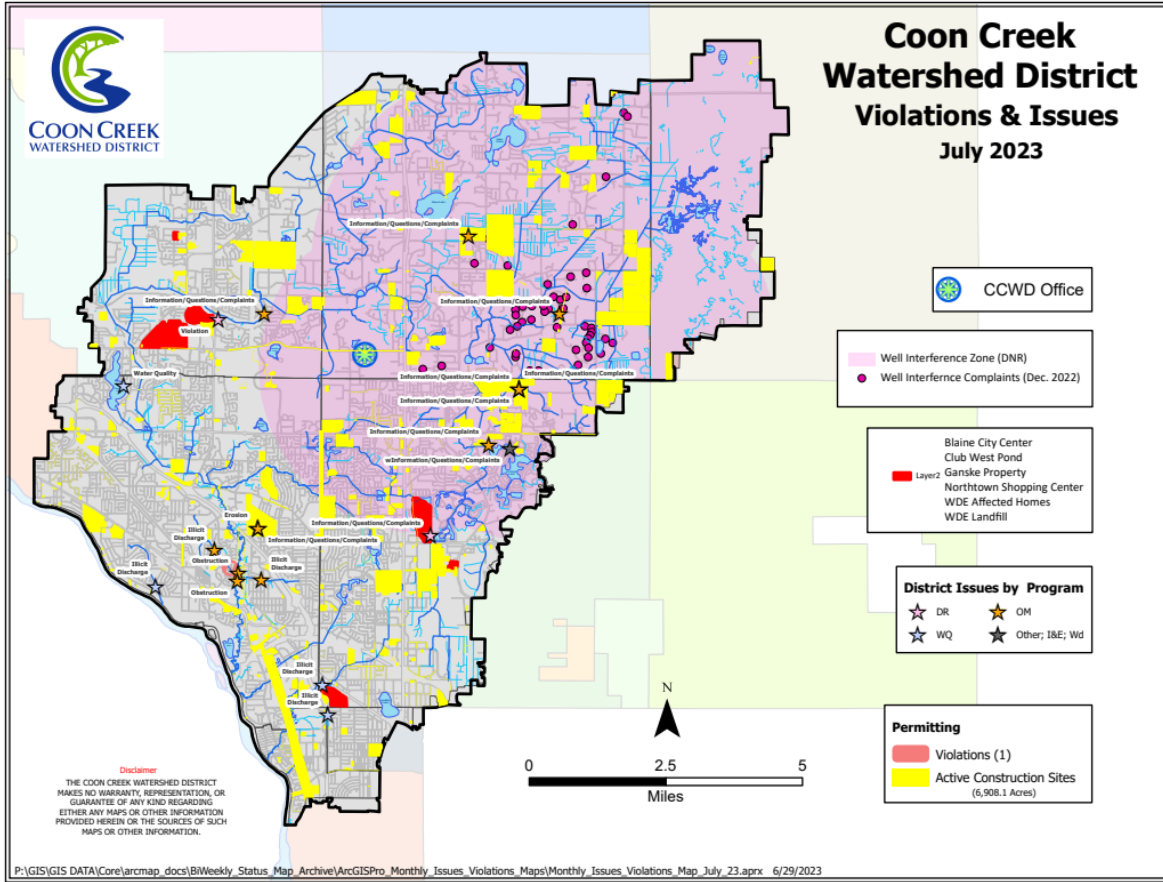 Coon Creek
Watershed District
Violations & Issues
July 2023
COON CREEK
WATERSHED DISTRICT
Information/Questions/Complaints
Information/Questions/Complaints
Information/Questions/Complaints
Violation
Water Quality
Information/Questions/Complaints
Information/Questions/Complaints
Information/Questions/Complaints
Information/Questions/Complaints
wInformation/Questions/Complaints
Erosion
Information/Questions/Complaints
Information/Questions/Complaints
Illicit
Discharge
Obstruction
Illicit
Discharge
Illicit
Discharge
Obstruction
Illicit
Discharge
Illicit
Discharge
CCWD Office
Well Interference Zone (DNR)
Well Interfernce Complaints (Dec. 2022)
Layer2
Blaine City Center
Club West Pond
Ganske Property
Northtown Shopping Center
WDE Affected Homes
WDE Landfill
District Issues by Program
DR
OM
WQ
Other; I&E; Wd
N
0 2.5 5
Miles
Permitting
Violations (1)
Active Construction Sites
(6,908.1 Acres)
Disclaimer
THE COON CREEK WATERSHED DISTRICT
MAKES NO WARRANTY, REPRESENTATION, OR
GUARANTEE OF ANY KIND REGARDING
EITHER ANY MAPS OR OTHER INFORMATION
PROVIDED HEREIN OR THE SOURCES OF SUCH
MAPS OR OTHER INFORMATION.
P:\GIS\GIS DATA\Core\arcmap_docs\BiWeekly_Status_Map_Archive\ArcGISPro_Monthly_Issues_Violations_Maps\Monthly_Issues_Violations_Map_July_23.aprx 6/29/2023